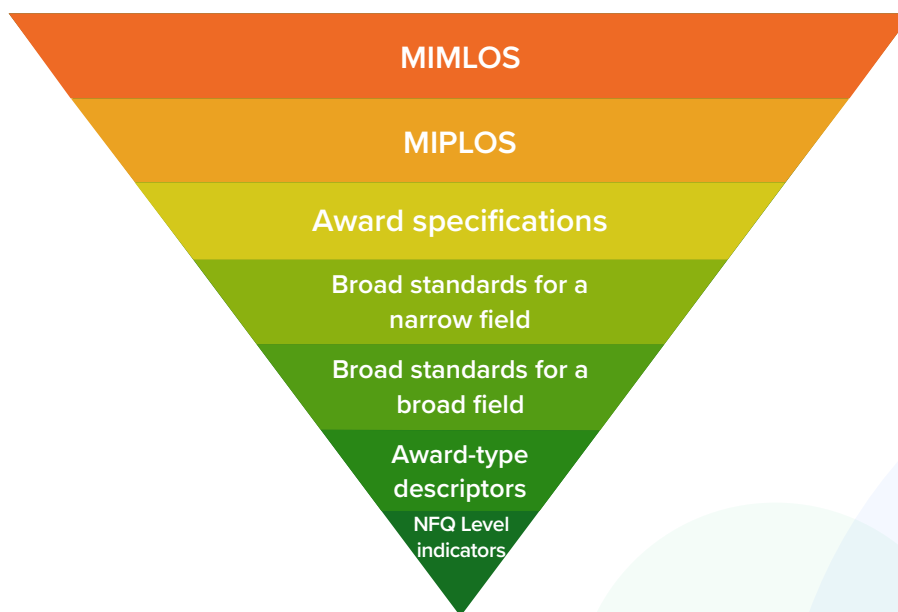 MIMLOS
MIPLOS
Award specifications
Broad standards for a
narrow field
Broad standards for a
broad field
Award-type
descriptors
NFQ Level
indicators